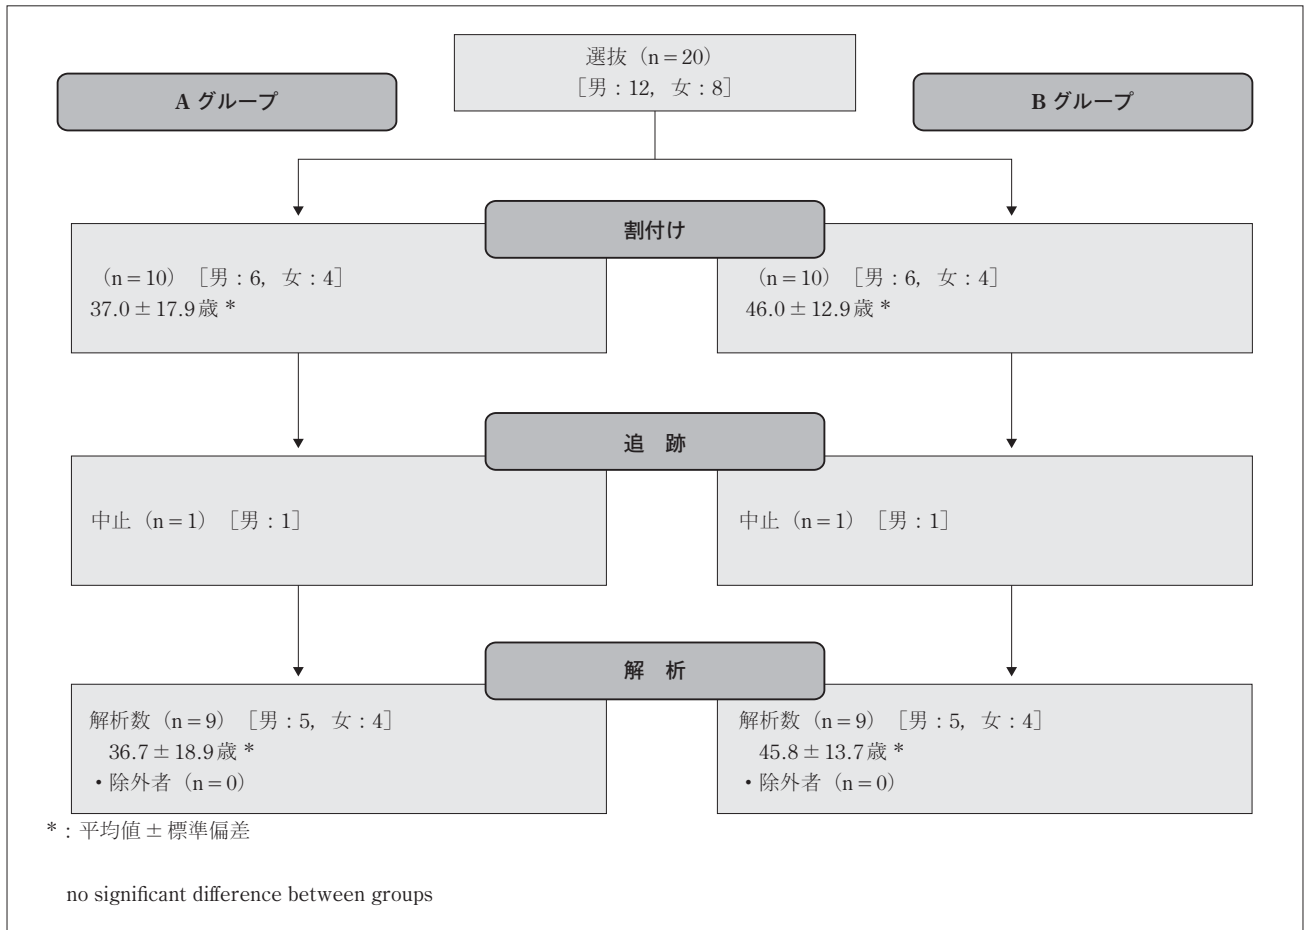 選抜（n＝20）
［男：12，女：8］
A グループ
B グループ
割付け
（n＝10）［男：6，女：4］
37.0 ± 17.9歳 *
（n＝10）［男：6，女：4］
46.0 ± 12.9歳 *
追　跡
中止（n＝1）［男：1］
中止（n＝1）［男：1］
解　析
解析数（n＝9）［男：5，女：4］
36.7 ± 18.9歳 *
・除外者（n＝0）
解析数（n＝9）［男：5，女：4］
45.8 ± 13.7歳 *
・除外者（n＝0）
*：平均値 ± 標準偏差
no significant difference between groups